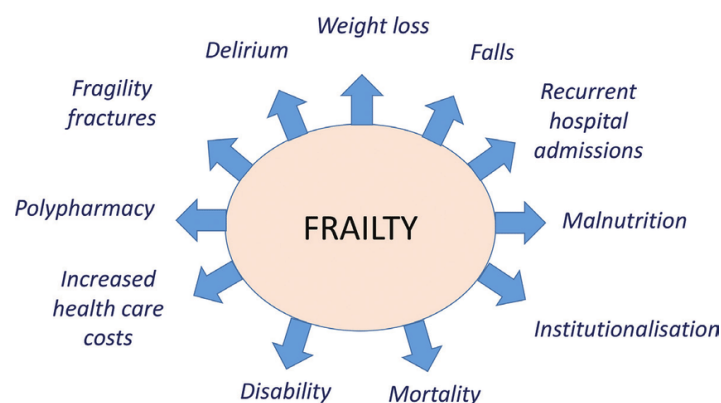 Weight loss
Delirium
Falls
Fragility
fractures
Recurrent
hospital
admissions
Polypharmacy
FRAILTY
Malnutrition
Increased
health care
costs
Institutionalisation
Disability
Mortality